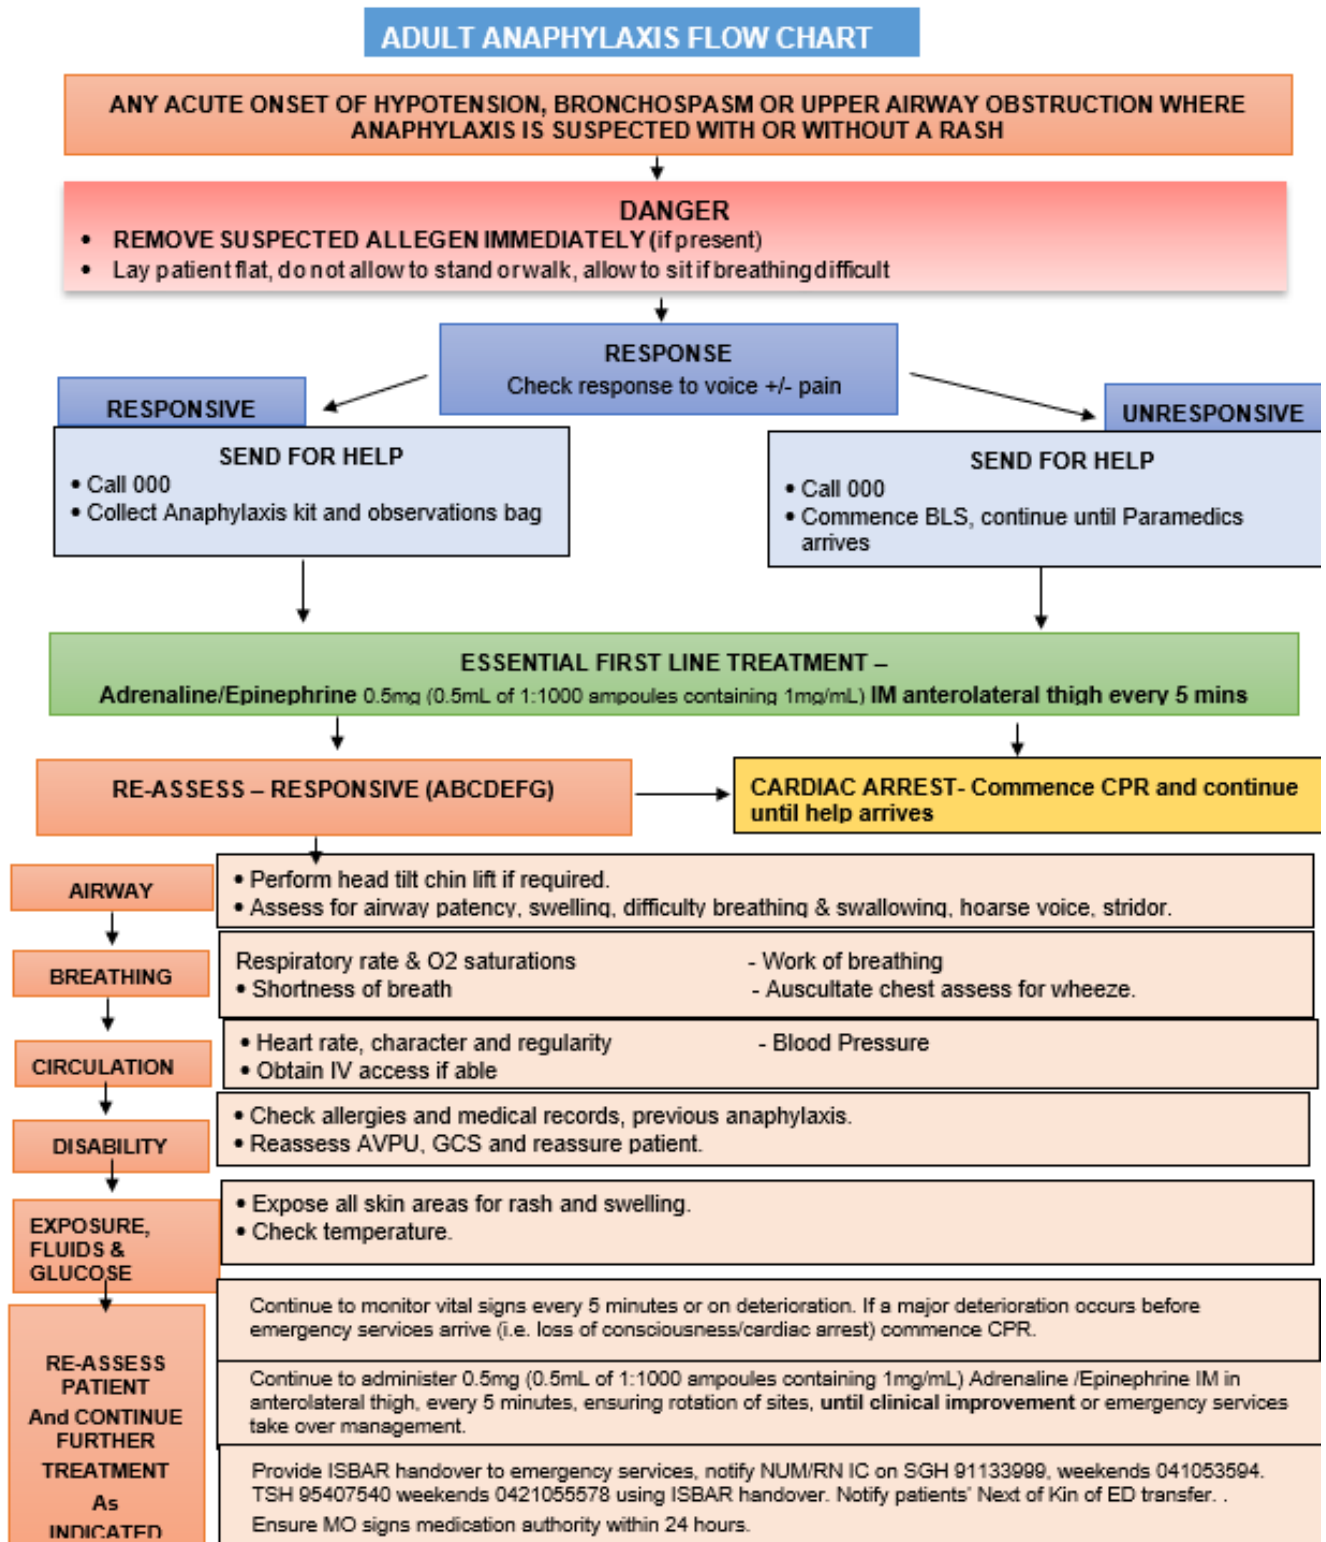 ADULT ANAPHYLAXIS FLOW CHART
ANY ACUTE ONSET OF HYPOTENSION, BRONCHOSPASM OR UPPER AIRWAY OBSTRUCTION WHERE
ANAPHYLAXIS IS SUSPECTED WITH OR WITHOUT A RASH
DANGER
• REMOVE SUSPECTED ALLEGEN IMMEDIATELY (if present)
• Lay patient flat, do not allow to stand or walk, allow to sit if breathing difficult
RESPONSE
Check response to voice +/- pain
RESPONSIVE
SEND FOR HELP
• Call 000
• Collect Anaphylaxis kit and observations bag
UNRESPONSIVE
SEND FOR HELP
• Call 000
• Commence BLS, continue until Paramedics
arrives
ESSENTIAL FIRST LINE TREATMENT –
Adrenaline/Epinephrine 0.5mg (0.5mL of 1:1000 ampoules containing 1mg/mL) IM anterolateral thigh every 5 mins
RE-ASSESS – RESPONSIVE (ABCDEFG)
CARDIAC ARREST- Commence CPR and continue
until help arrives
AIRWAY
• Perform head tilt chin lift if required.
• Assess for airway patency, swelling, difficulty breathing & swallowing, hoarse voice, stridor.
BREATHING
Respiratory rate & O2 saturations - Work of breathing
• Shortness of breath - Auscultate chest assess for wheeze.
CIRCULATION
• Heart rate, character and regularity - Blood Pressure
• Obtain IV access if able
DISABILITY
• Check allergies and medical records, previous anaphylaxis.
• Reassess AVPU, GCS and reassure patient.
EXPOSURE,
FLUIDS &
GLUCOSE
• Expose all skin areas for rash and swelling.
• Check temperature.
RE-ASSESS
PATIENT
And CONTINUE
FURTHER
TREATMENT
As
INDICATED
Continue to monitor vital signs every 5 minutes or on deterioration. If a major deterioration occurs before
emergency services arrive (i.e. loss of consciousness/cardiac arrest) commence CPR.
Continue to administer 0.5mg (0.5mL of 1:1000 ampoules containing 1mg/mL) Adrenaline /Epinephrine IM in
anterolateral thigh, every 5 minutes, ensuring rotation of sites, until clinical improvement or emergency services
take over management.
Provide ISBAR handover to emergency services, notify NUM/RN IC on SGH 91133999, weekends 041053594.
TSH 95407540 weekends 0421055578 using ISBAR handover. Notify patients' Next of Kin of ED transfer. .
Ensure MO signs medication authority within 24 hours.